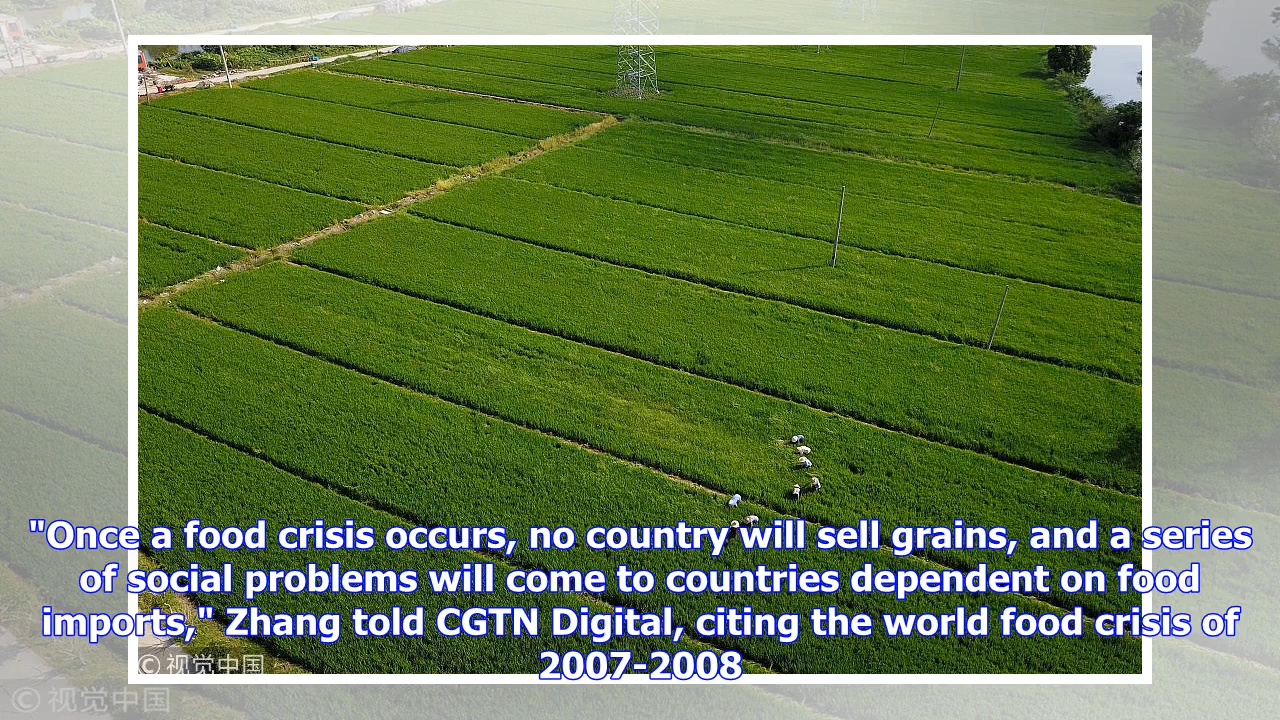 "Once a food crisis occurs, no country will sell grains, and a series
of social problems will come to countries dependent on food
imports," Zhang told CGTN Digital, citing the world food crisis of
2007-2008
© 视觉中国
© 视觉中国